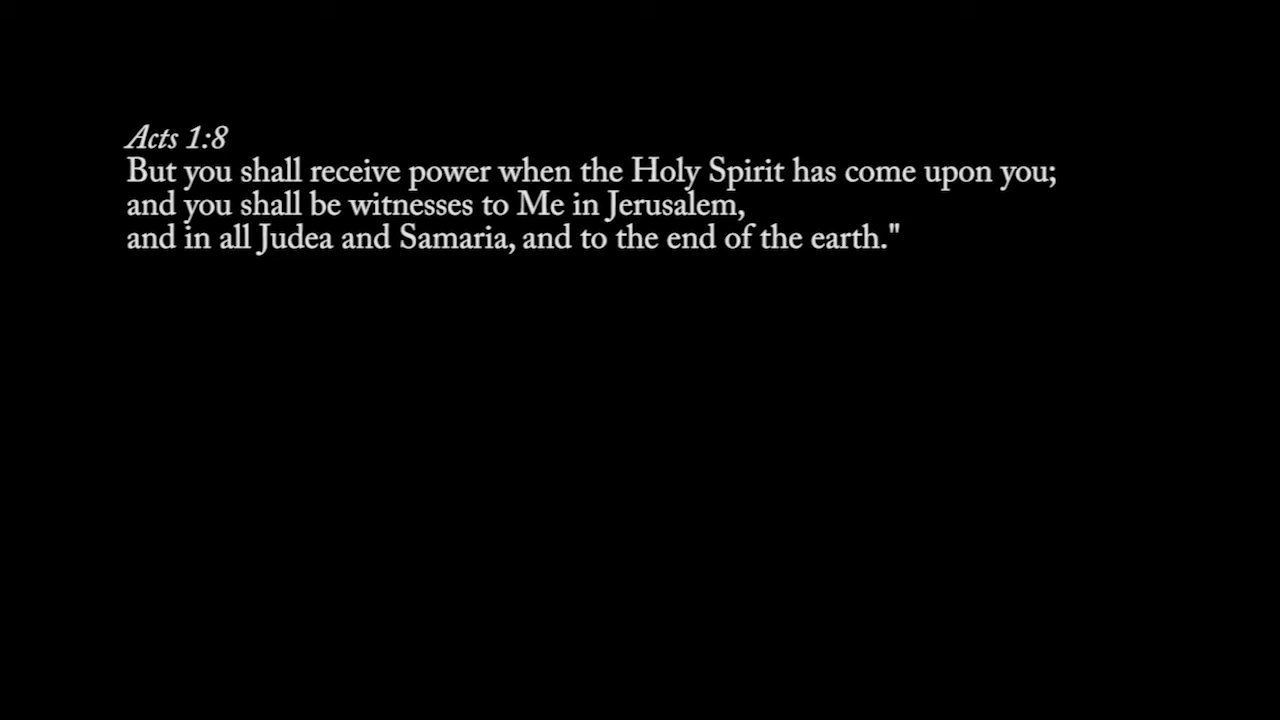 Acts 1:8
But you shall receive power when the Holy Spirit has come upon you;
and you shall be witnesses to Me in Jerusalem,
and in all Judea and Samaria, and to the end of the earth."